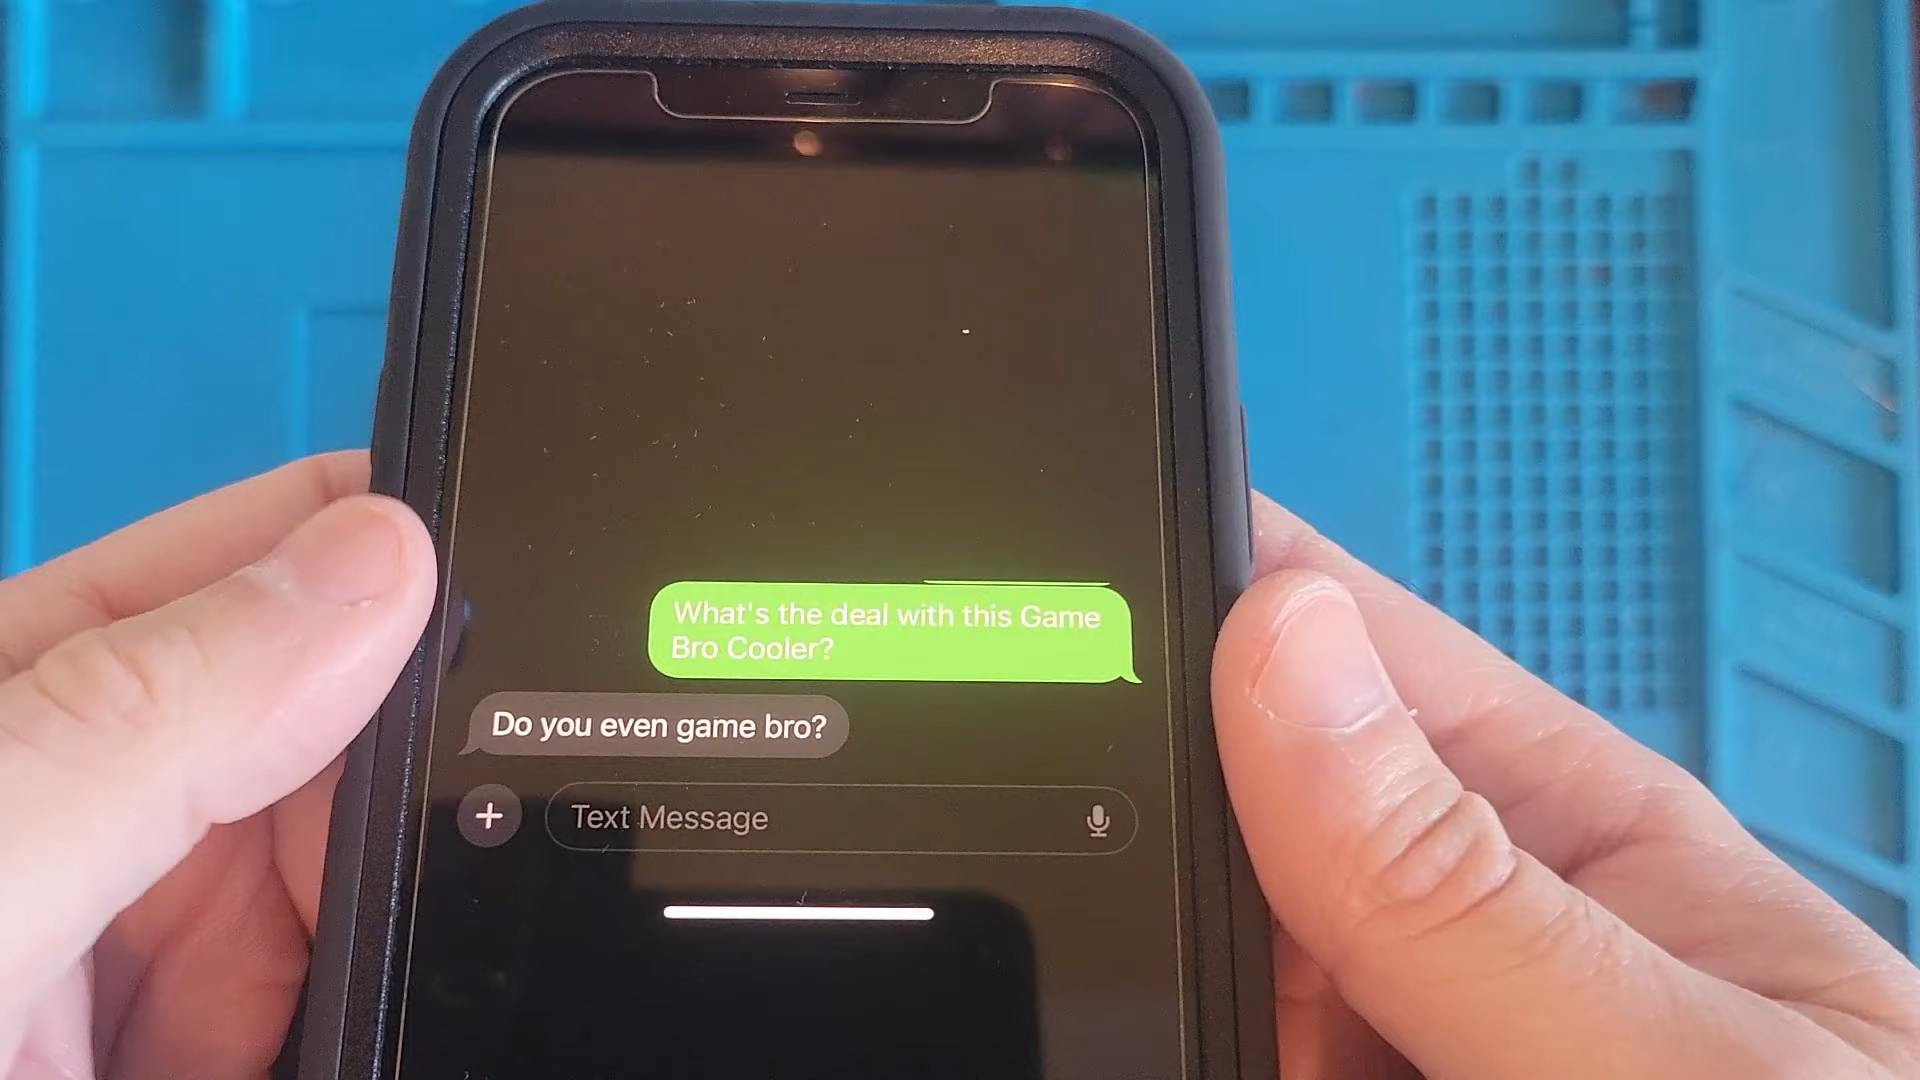 What's the deal with this Game
Bro Cooler?
Do you even game bro?
Text Message